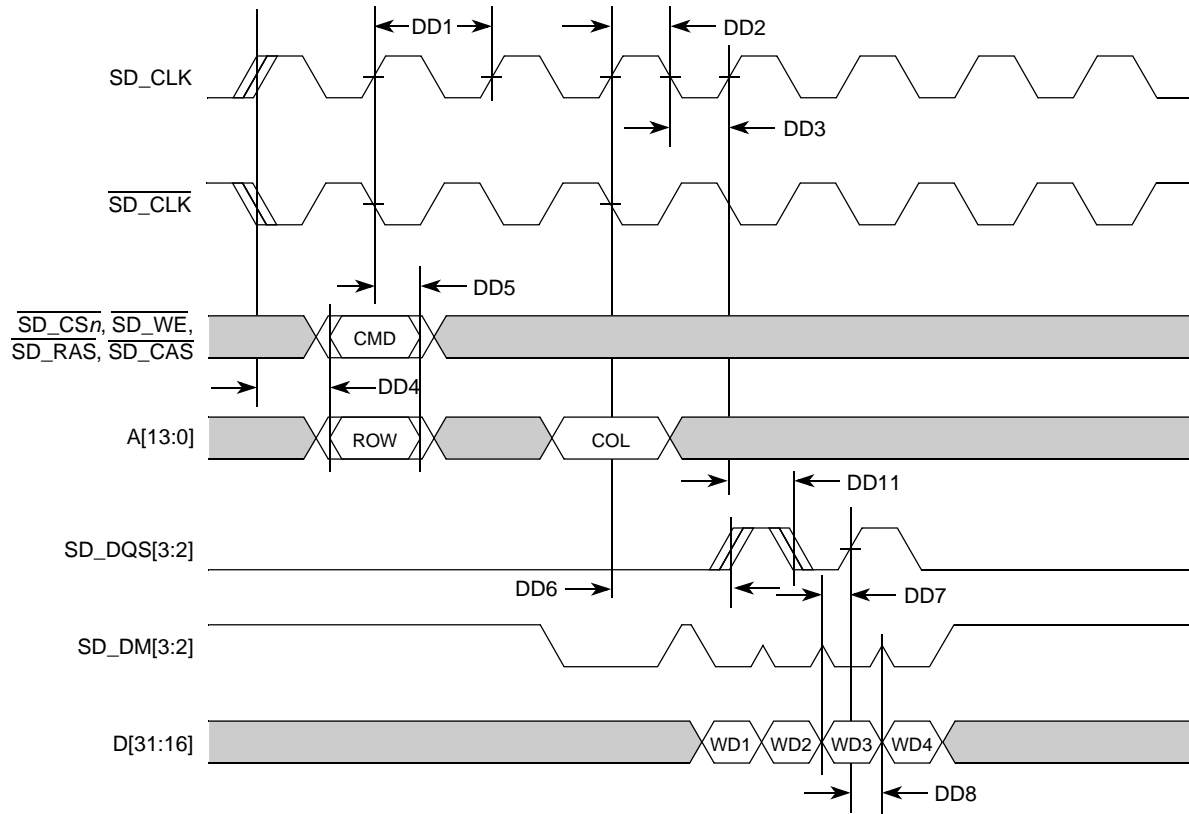 DD1
DD2
SD_CLK
DD3
SD_CLK
DD5
SD_CSn, SD_WE,
SD_RAS, SD_CAS
CMD
DD4
A[13:0]
ROW
COL
DD11
SD_DQS[3:2]
DD6
DD7
SD_DM[3:2]
D[31:16]
WD1
WD2
WD3
WD4
DD8